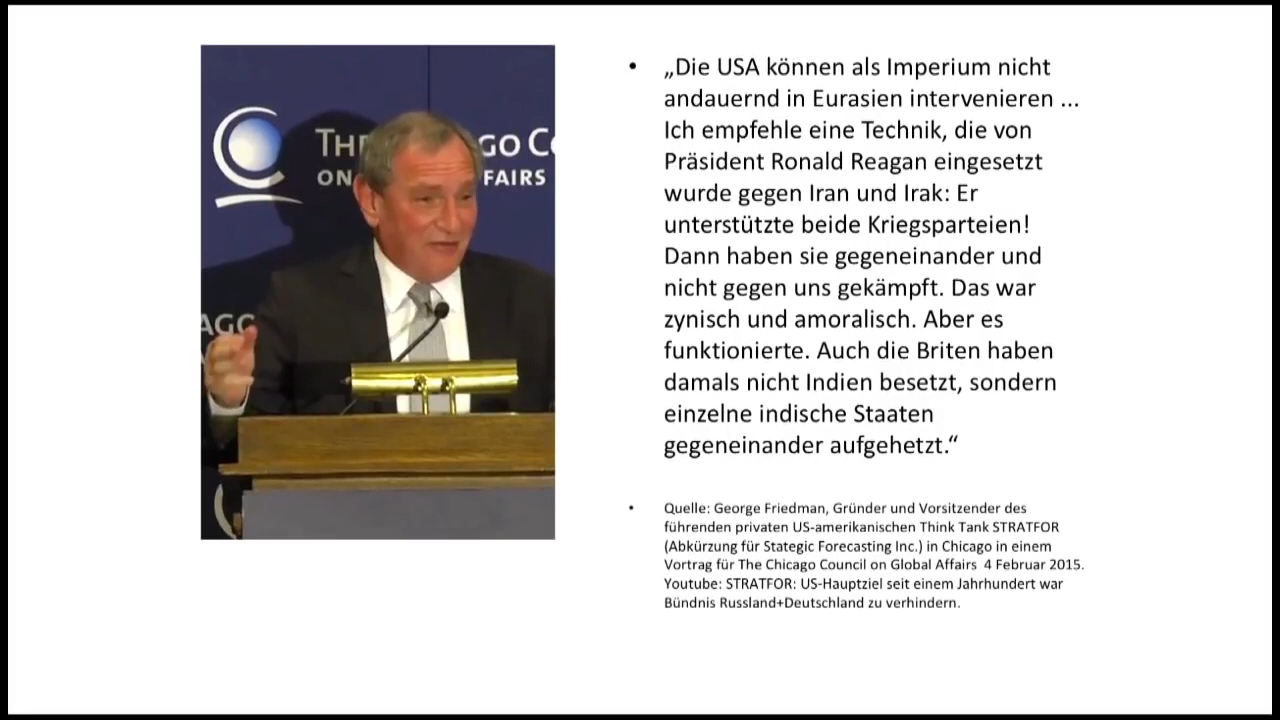 THE
GO CO
ON
FAIRS
AGO
• „Die USA können als Imperium nicht
andauernd in Eurasien intervenieren ...
Ich empfehle eine Technik, die von
Präsident Ronald Reagan eingesetzt
wurde gegen Iran und Irak: Er
unterstützte beide Kriegsparteien!
Dann haben sie gegeneinander und
nicht gegen uns gekämpft. Das war
zynisch und amoralisch. Aber es
funktionierte. Auch die Briten haben
damals nicht Indien besetzt, sondern
einzelne indische Staaten
gegeneinander aufgehetzt.“
• Quelle: George Friedman, Gründer und Vorsitzender des
führenden privaten US-amerikanischen Think Tank STRATFOR
(Abkürzung für Stategic Forecasting Inc.) in Chicago in einem
Vortrag für The Chicago Council on Global Affairs 4 Februar 2015.
Youtube: STRATFOR: US-Hauptziel seit einem Jahrhundert war
Bündnis Russland+Deutschland zu verhindern.